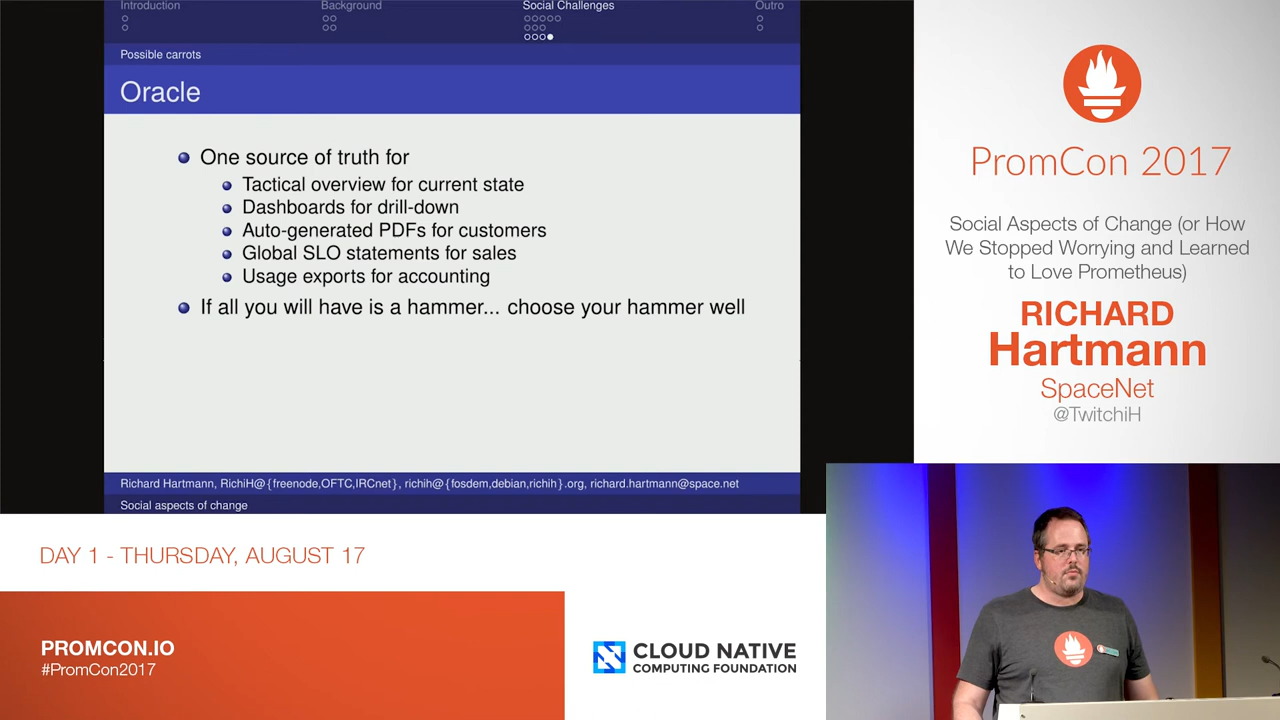 Introduction
Background
Social Challenges
Outro
Possible carrots
Oracle
One source of truth for
Tactical overview for current state
Dashboards for drill-down
Auto-generated PDFs for customers
Global SLO statements for sales
Usage exports for accounting
If all you will have is a hammer... choose your hammer well
Richard Hartmann, RichiH@{freenode,OFTC,IRCnet}, richih@{fosdem,debian,richih}.org, richard.hartmann@space.net
Social aspects of change
PromCon 2017
Social Aspects of Change (or How
We Stopped Worrying and Learned
to Love Prometheus)
RICHARD
Hartmann
SpaceNet
@TwitchiH
DAY 1 - THURSDAY, AUGUST 17
PROMCON.IO
#PromCon2017
CLOUD NATIVE
COMPUTING FOUNDATION